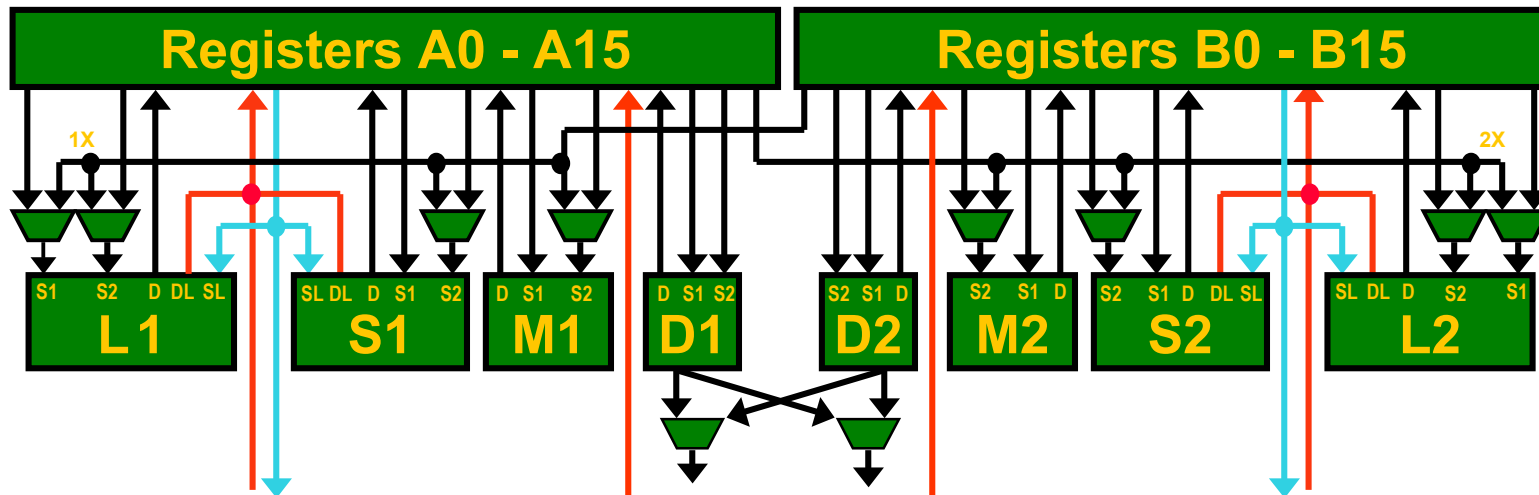 Registers A0 - A15
Registers B0 - B15
1X
2X
S1 S2 D DL SL
SL DL D S1 S2
D S1 S2
D S1 S2
S2 S1 D
S2 S1 D
S2 S1 D DL SL
SL DL D S2 S1
L1
S1
M1
D1
D2
M2
S2
L2